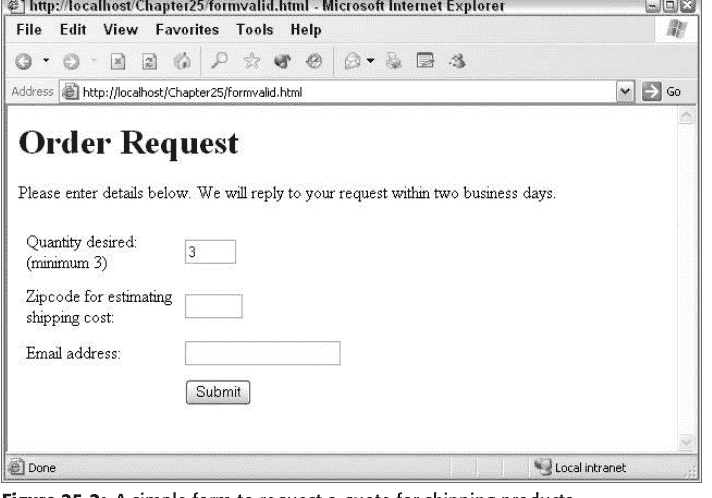 http://localhost/Chapter25/formvalid.html - Microsoft Internet Explorer
File Edit View Favorites Tools Help
Address http://localhost/Chapter25/formvalid.html Go
Order Request
Please enter details below. We will reply to your request within two business days.
Quantity desired:
(minimum 3) 3
Zipcode for estimating
shipping cost:
Email address:
Submit
Done Local intranet
Figure 25-2: A simple form to request a quote for shipping products